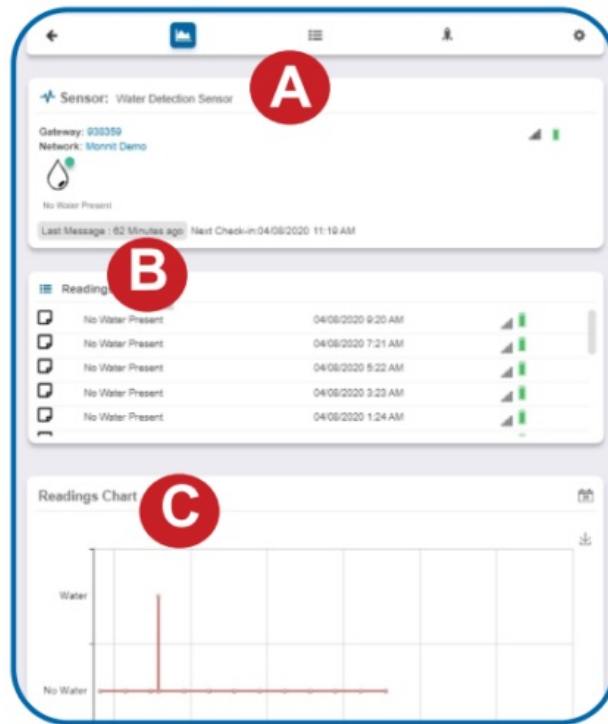 A
Sensor: Water Detection Sensor
Gateway: 939359
Network: Monnit Demo
No Water Present
Last Message : 62 Minutes ago Next Check-in:04/08/2020 11:19 AM
B
Readings
No Water Present 04/08/2020 9:20 AM
No Water Present 04/08/2020 7:21 AM
No Water Present 04/08/2020 5:22 AM
No Water Present 04/08/2020 3:23 AM
No Water Present 04/08/2020 1:24 AM
Readings Chart
C
Water
No Water